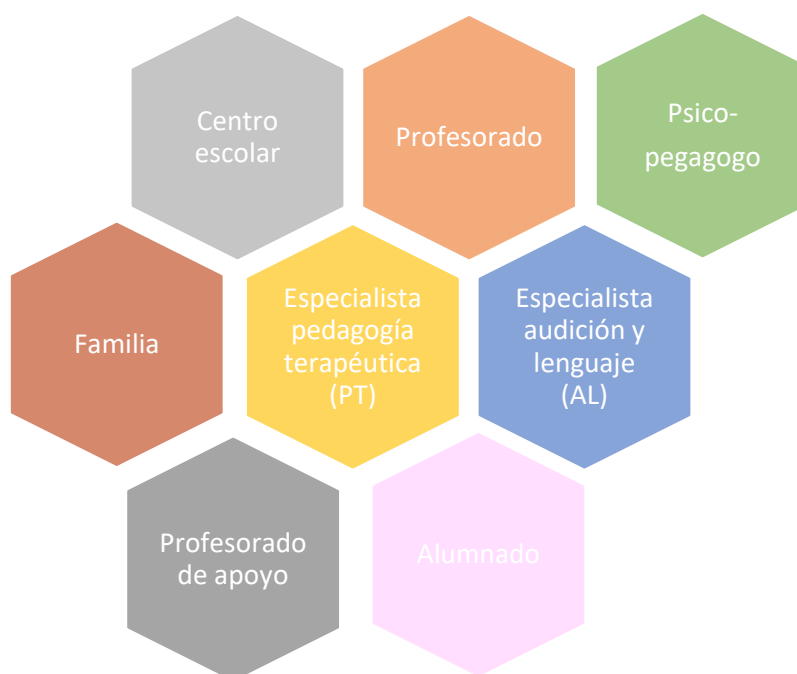 Centro
escolar
Profesorado
Psico-
pegagogo
Familia
Especialista
pedagogía
terapéutica
(PT)
Especialista
audición y
lenguaje
(AL)
Profesorado
de apoyo
Alumnado